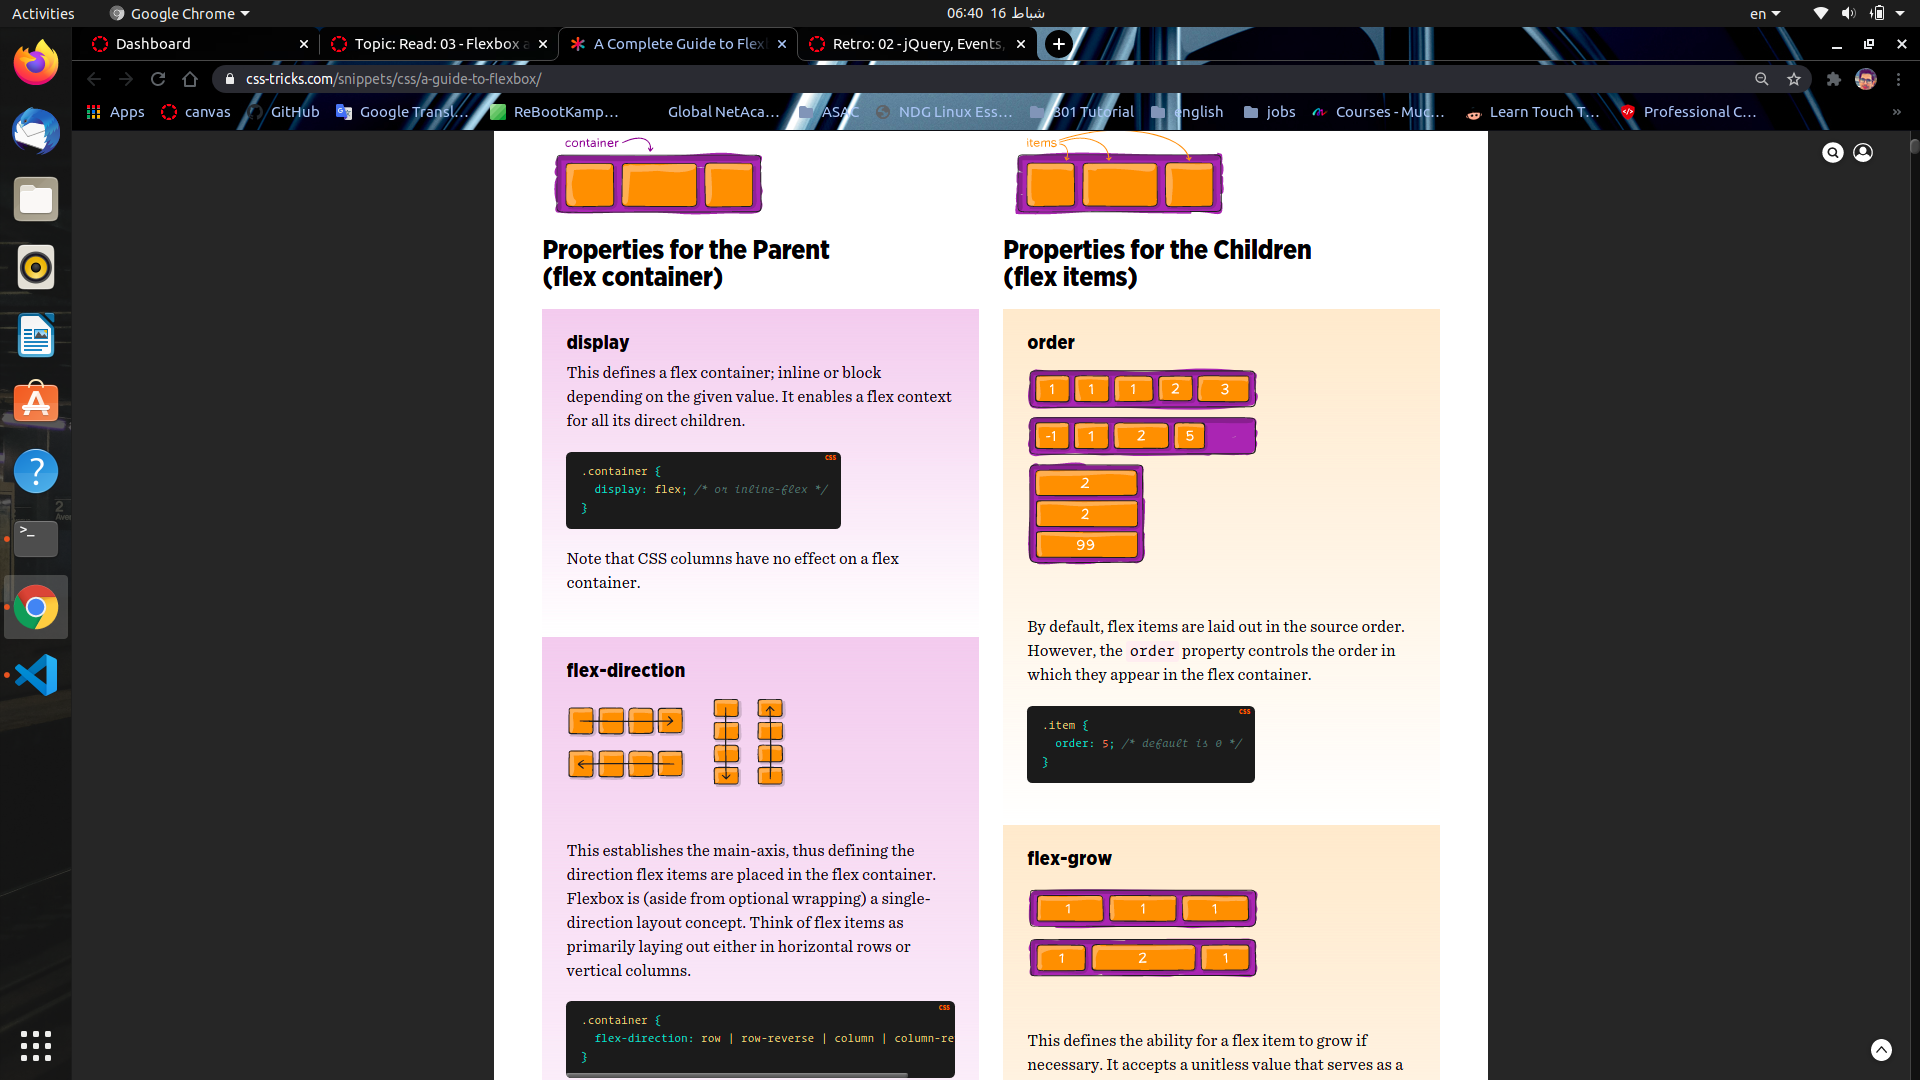 Activities
Google Chrome
06:40 16 شباط
en
Dashboard
Topic: Read: 03 - Flexbox a
A Complete Guide to Flex
Retro: 02 - jQuery, Events,
css-tricks.com/snippets/css/a-guide-to-flexbox/
Apps
canvas
GitHub
Google Transl...
ReBootKamp...
Global NetAca...
ASAC
NDG Linux Ess...
301 Tutorial
english
jobs
Courses - Muc...
Learn Touch T...
Professional C...
»
container
items
Properties for the Parent
(flex container)
display
This defines a flex container; inline or block
depending on the given value. It enables a flex context
for all its direct children.
CSS
.container {
display: flex; /* or inline-flex */
}
Note that CSS columns have no effect on a flex
container.
flex-direction
This establishes the main-axis, thus defining the
direction flex items are placed in the flex container.
Flexbox is (aside from optional wrapping) a single-
direction layout concept. Think of flex items as
primarily laying out either in horizontal rows or
vertical columns.
CSS
.container {
flex-direction: row | row-reverse | column | column-re
}
Properties for the Children
(flex items)
order
1 1 1 2 3
-1 1 2 5
2
2
99
By default, flex items are laid out in the source order.
However, the order property controls the order in
which they appear in the flex container.
CSS
.item {
order: 5; /* default is 0 */
}
flex-grow
1 1 1
1 2 1
This defines the ability for a flex item to grow if
necessary. It accepts a unitless value that serves as a